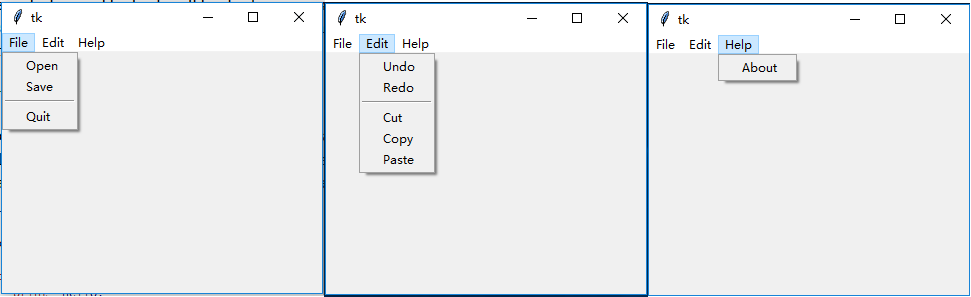 tk
File Edit Help
Open
Save
Quit
tk
File Edit Help
Undo
Redo
Cut
Copy
Paste
tk
File Edit Help
About